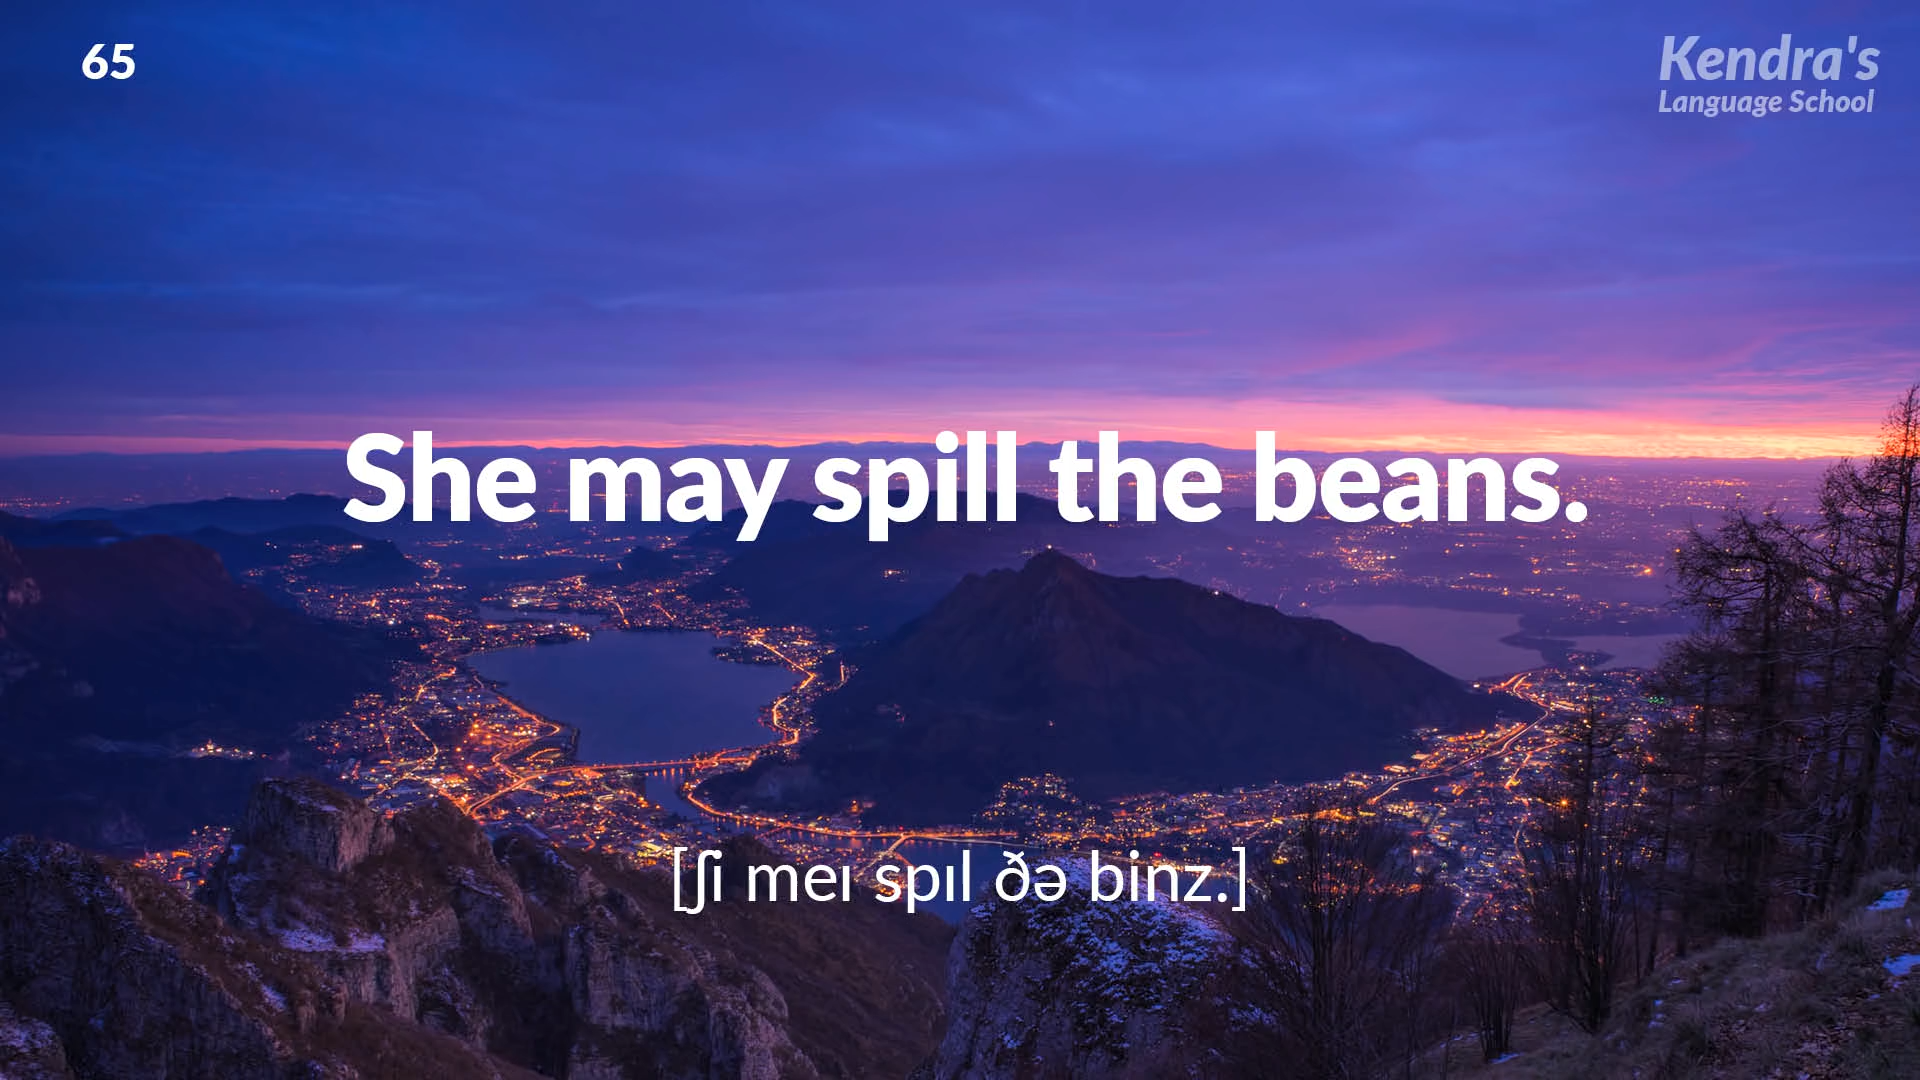 65
Kendra's
Language School
She may spill the beans.
[ʃi meɪ spɪl ðə binz.]